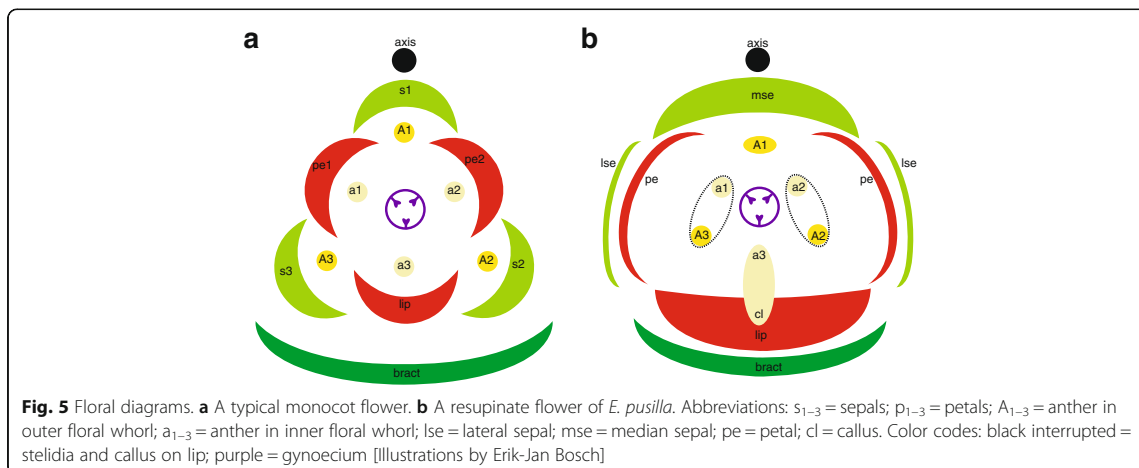 a
b
axis
s1
A1
pe1
pe2
a1
a2
s3
A3
a3
A2
s2
lip
bract
axis
mse
lse
A1
lse
pe
pe
a1
a2
A3
A2
a3
cl
lip
bract
Fig. 5 Floral diagrams. a A typical monocot flower. b A resupinate flower of E. pusilla. Abbreviations: s1–3 = sepals; p1–3 = petals; A1–3 = anther in
outer floral whorl; a1–3 = anther in inner floral whorl; lse = lateral sepal; mse = median sepal; pe = petal; cl = callus. Color codes: black interrupted =
stelidia and callus on lip; purple = gynoecium [Illustrations by Erik-Jan Bosch]